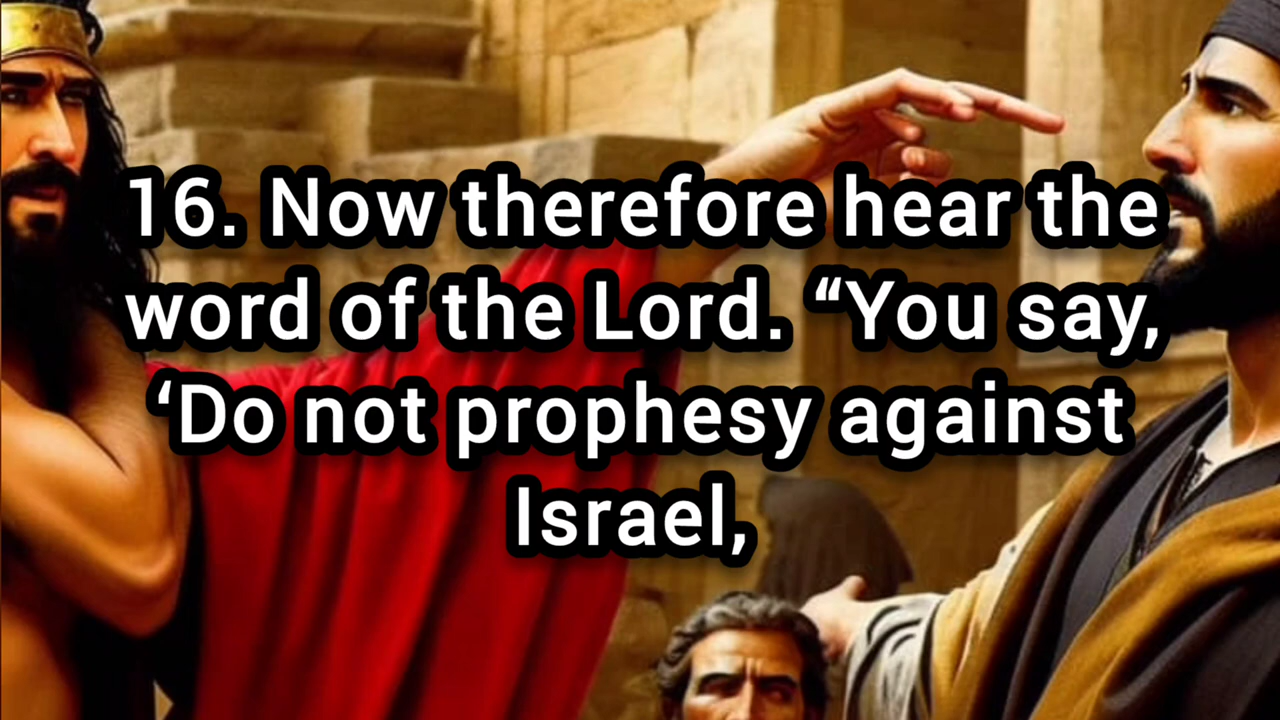 16. Now therefore hear the
word of the Lord. “You say,
‘Do not prophesy against
Israel,